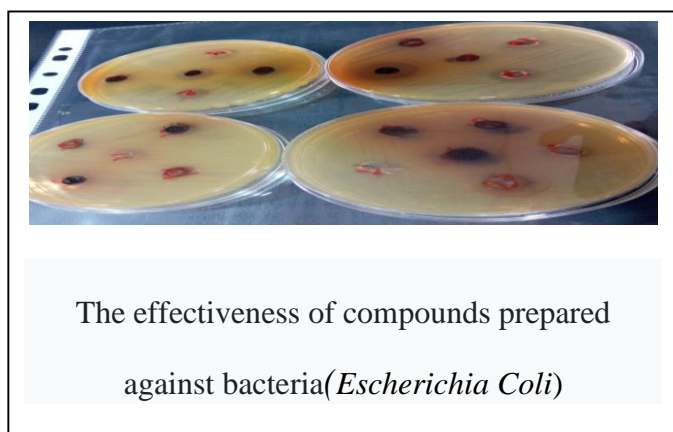 The effectiveness of compounds prepared
against bacteria(Escherichia Coli)